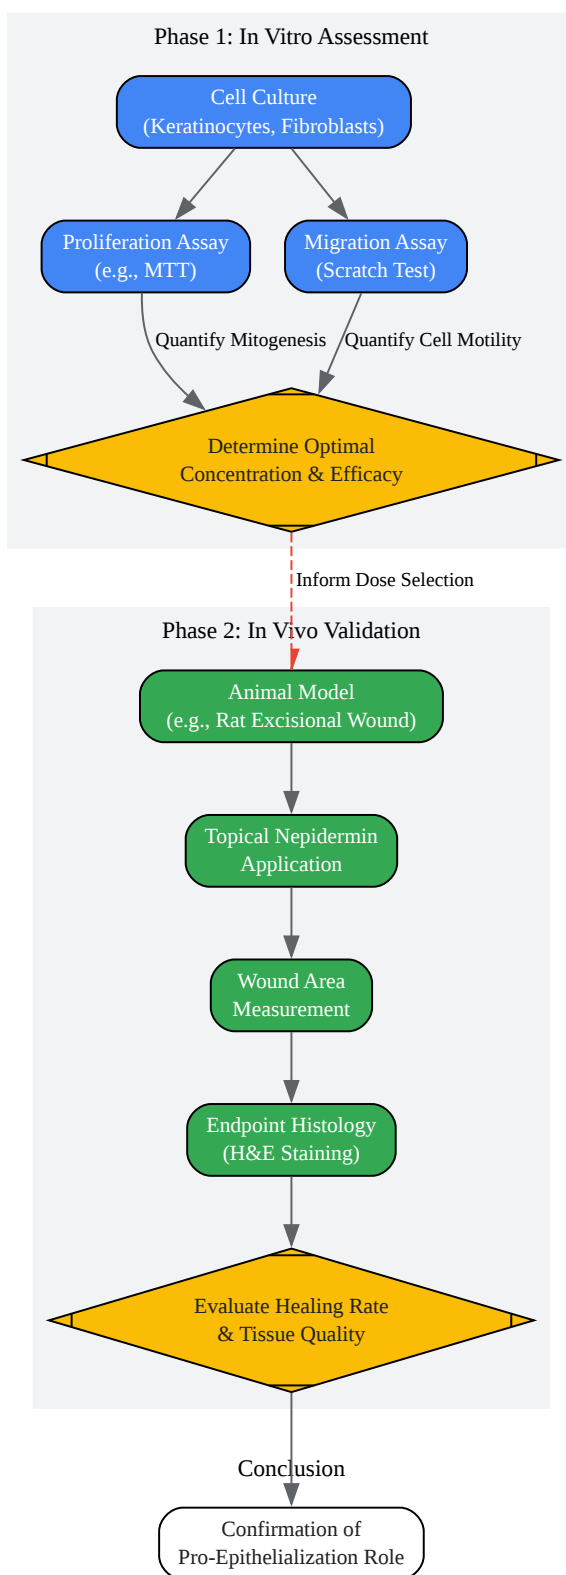 Phase 1: In Vitro Assessment
Cell Culture
(Keratinocytes, Fibroblasts)
Proliferation Assay
(e.g., MTT)
Migration Assay
(Scratch Test)
Quantify Mitogenesis
Quantify Cell Motility
Determine Optimal
Concentration & Efficacy
Inform Dose Selection
Phase 2: In Vivo Validation
Animal Model
(e.g., Rat Excisional Wound)
Topical Nepidermin
Application
Wound Area
Measurement
Endpoint Histology
(H&E Staining)
Evaluate Healing Rate
& Tissue Quality
Conclusion
Confirmation of
Pro-Epithelialization Role